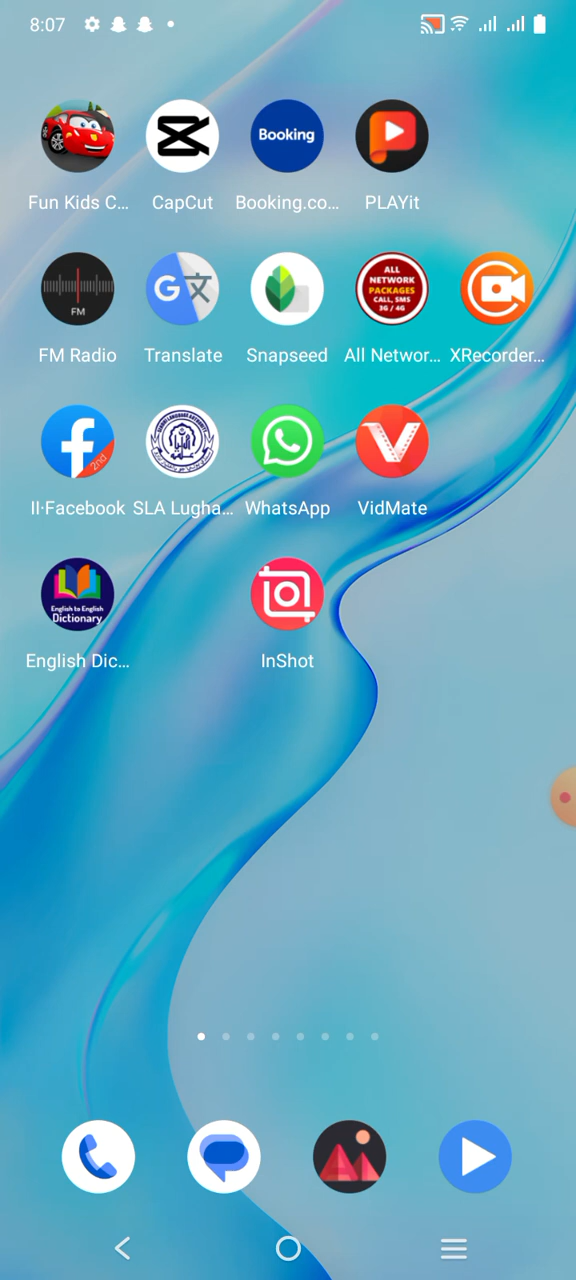 8:07
Fun Kids C...
CapCut
Booking
Booking.co...
PLAYit
FM
FM Radio
G文
Translate
Snapseed
ALL
NETWORK
PACKAGES
CALL, SMS
3G / 4G
All Networ...
XRecorder...
f
2nd
II·Facebook
SLA Lugha...
WhatsApp
VidMate
English to English
Dictionary
English Dic...
InShot